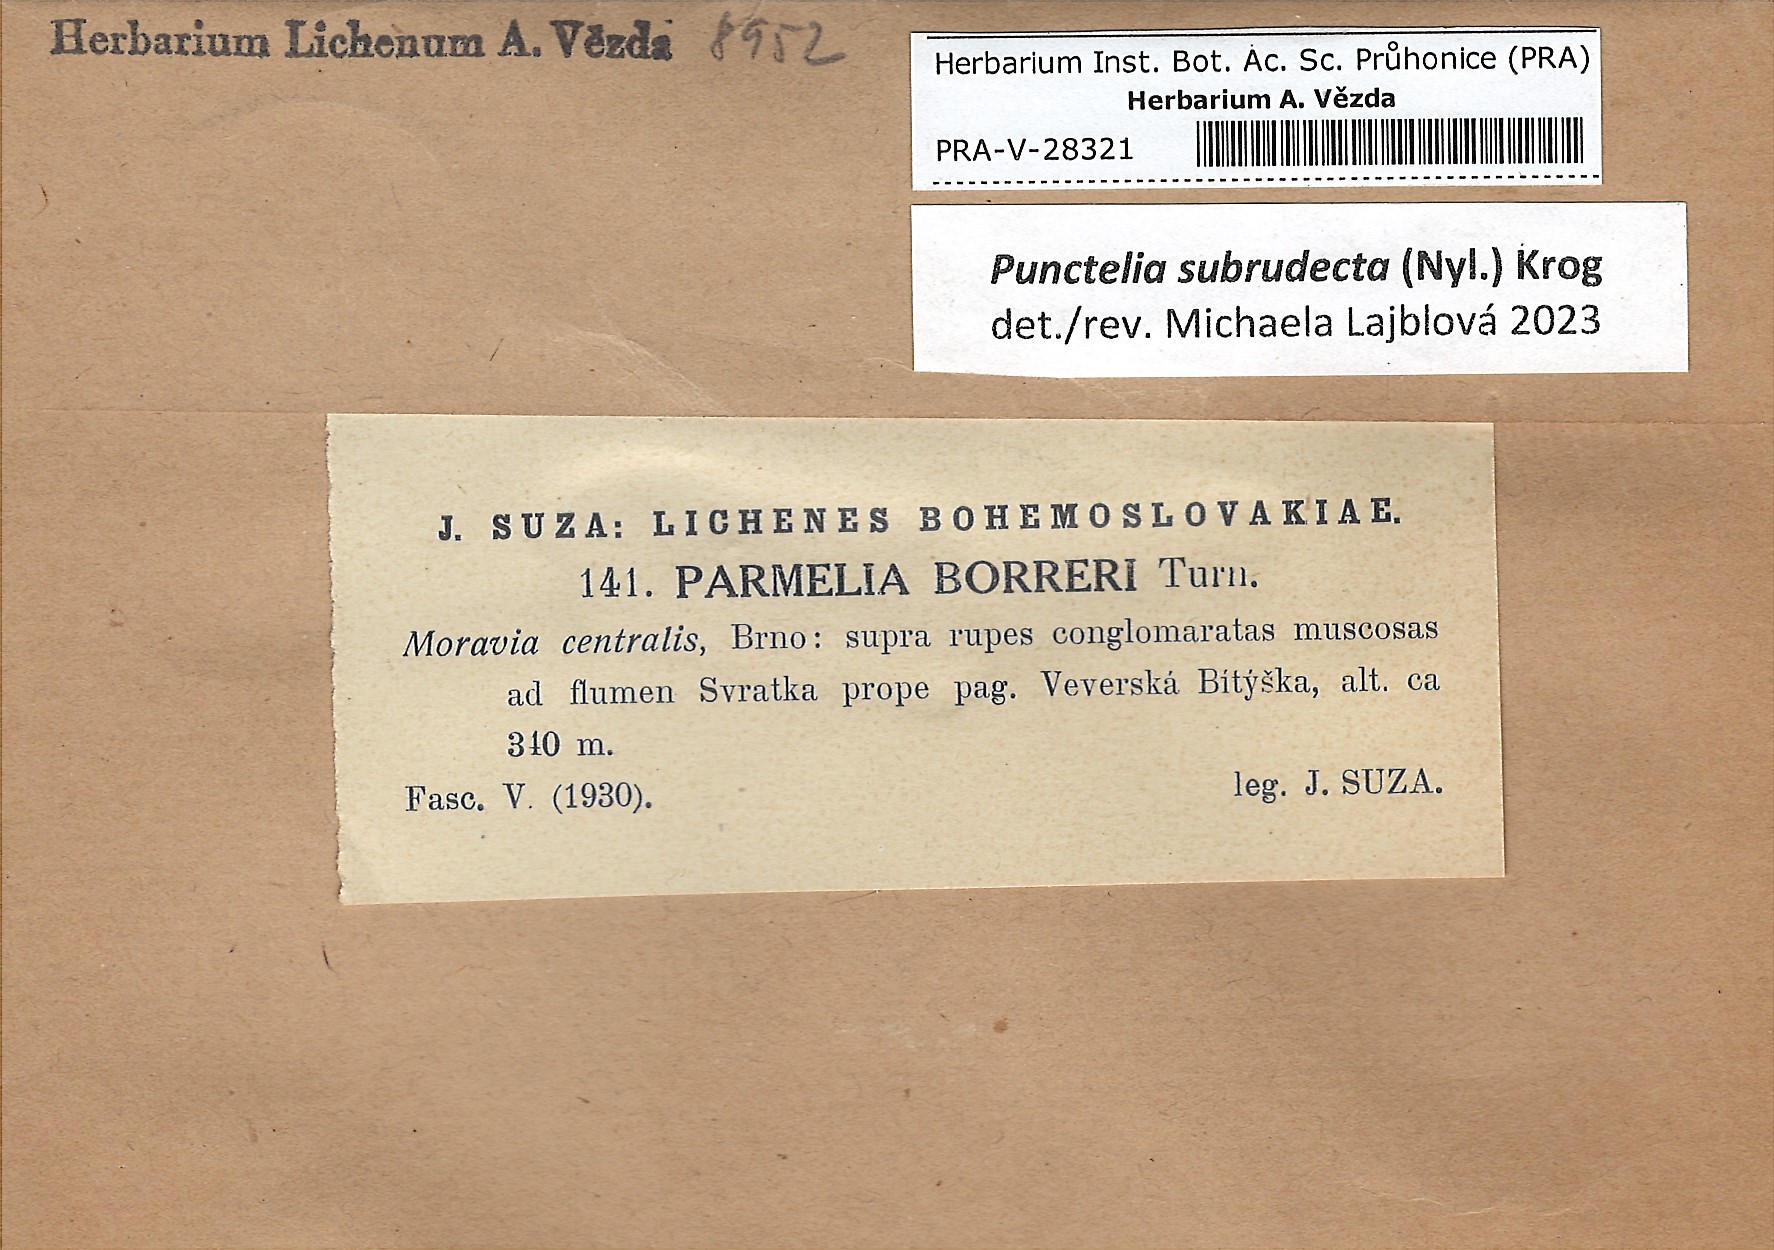 Herbarium Lichenum A. Vězda 8952
Herbarium Inst. Bot. Ac. Sc. Průhonice (PRA)
Herbarium A. Vězda
PRA-V-28321
Punctelia subrudecta (Nyl.) Krog
det./rev. Michaela Lajblová 2023
J. SUZA: LICHENES BOHEMOSLOVAKIAE.
141. PARMELIA BORRERI Turn.
Moravia centralis, Brno: supra rupes conglomaratas muscosas
ad flumen Svratka prope pag. Veverská Bítýška, alt. ca
340 m.
Fasc. V. (1930). leg. J. SUZA.